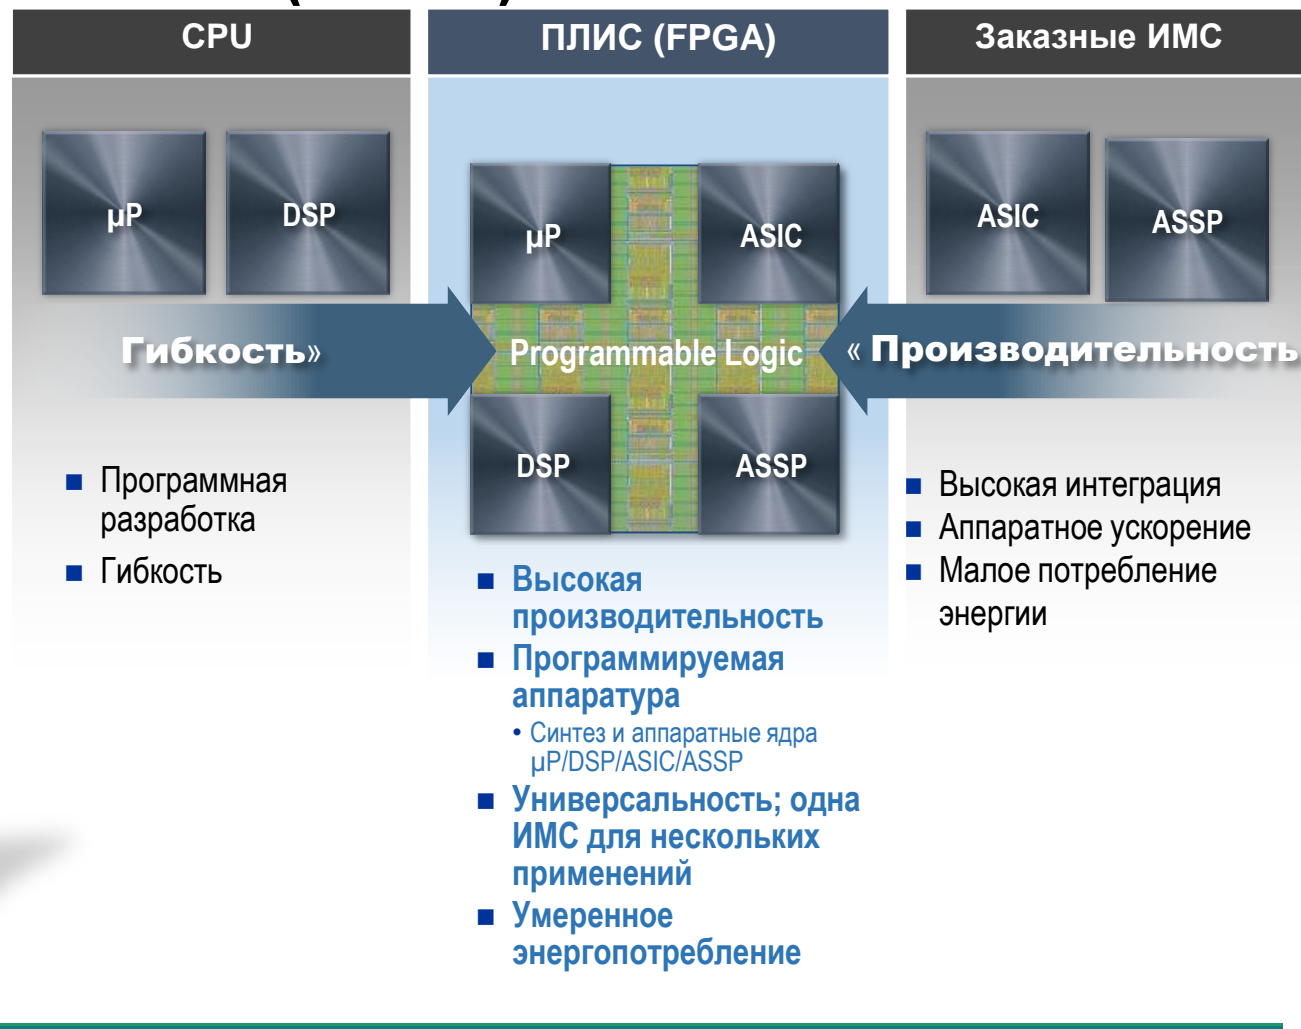 CPU
µP
DSP
Гибкость»
Программная
разработка
Гибкость
ПЛИС (FPGA)
µP
ASIC
Programmable Logic
DSP
ASSP
Высокая
производительность
Программируемая
аппаратура
• Синтез и аппаратные ядра
µP/DSP/ASIC/ASSP
Универсальность; одна
ИМС для нескольких
применений
Умеренное
энергопотребление
Заказные ИМС
ASIC
ASSP
« Производительность
Высокая интеграция
Аппаратное ускорение
Малое потребление
энергии